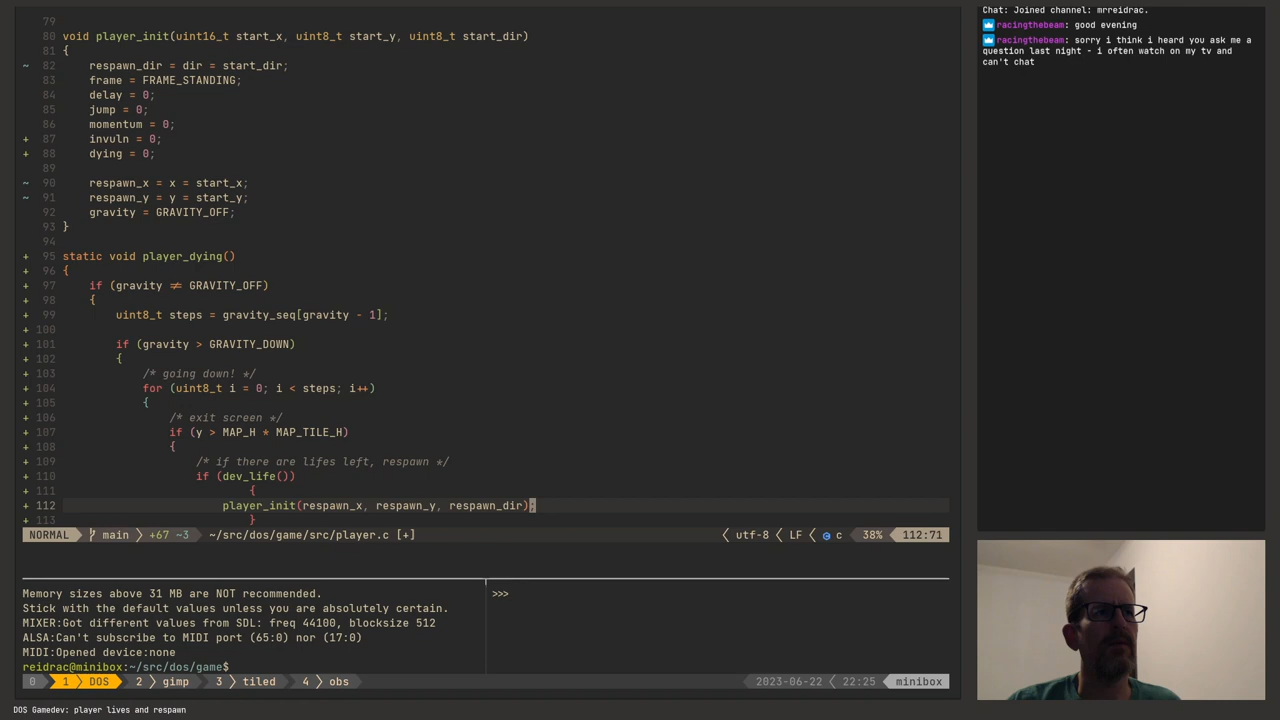 79
80 void player_init(uint16_t start_x, uint8_t start_y, uint8_t start_dir)
81 {
~ 82 respawn_dir = dir = start_dir;
83 frame = FRAME_STANDING;
84 delay = 0;
85 jump = 0;
86 momentum = 0;
+ 87 invuln = 0;
+ 88 dying = 0;
89
~ 90 respawn_x = x = start_x;
~ 91 respawn_y = y = start_y;
92 gravity = GRAVITY_OFF;
93 }
94
+ 95 static void player_dying()
+ 96 {
+ 97 if (gravity ≠ GRAVITY_OFF)
+ 98 {
+ 99 uint8_t steps = gravity_seq[gravity - 1];
+ 100
+ 101 if (gravity > GRAVITY_DOWN)
+ 102 {
+ 103 /* going down! */
+ 104 for (uint8_t i = 0; i < steps; i++)
+ 105 {
+ 106 /* exit screen */
+ 107 if (y > MAP_H * MAP_TILE_H)
+ 108 {
+ 109 /* if there are lifes left, respawn */
+ 110 if (dev_life())
+ 111 {
+ 112 player_init(respawn_x, respawn_y, respawn_dir);
+ 113 }
NORMAL main +67 ~3 ~/src/dos/game/src/player.c [+] utf-8 LF c 38% 112:71
Memory sizes above 31 MB are NOT recommended.
Stick with the default values unless you are absolutely certain.
MIXER:Got different values from SDL: freq 44100, blocksize 512
ALSA:Can't subscribe to MIDI port (65:0) nor (17:0)
MIDI:Opened device:none
reidrac@minibox:~/src/dos/game$
>>>
0 1 DOS 2 gimp 3 tiled 4 obs 2023-06-22 22:25 minibox
DOS Gamedev: player lives and respawn
Chat: Joined channel: mrreidrac.
racingthebeam: good evening
racingthebeam: sorry i think i heard you ask me a
question last night - i often watch on my tv and
can't chat